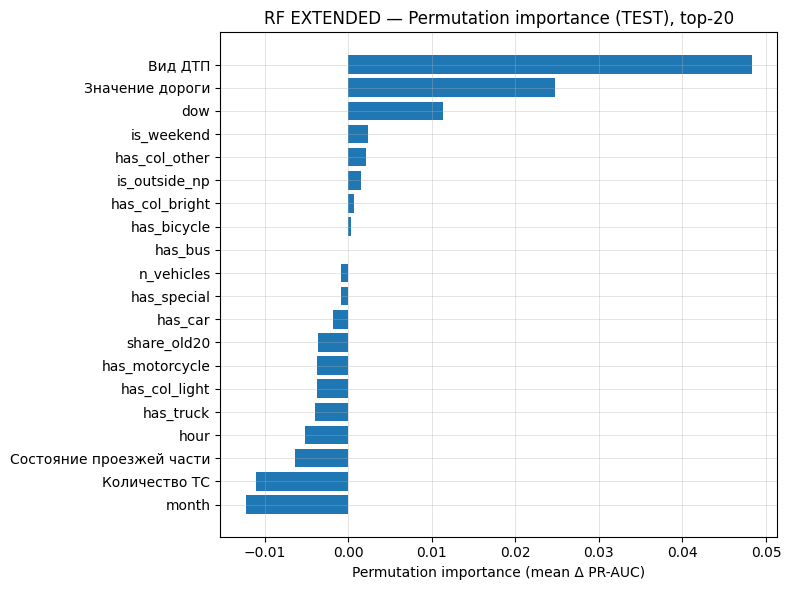 RF EXTENDED — Permutation importance (TEST), top-20
Вид ДТП
Значение дороги
dow
is_weekend
has_col_other
is_outside_np
has_col_bright
has_bicycle
has_bus
n_vehicles
has_special
has_car
share_old20
has_motorcycle
has_col_light
has_truck
hour
Состояние проезжей части
Количество ТС
month
−0.01 0.00 0.01 0.02 0.03 0.04 0.05
Permutation importance (mean Δ PR-AUC)